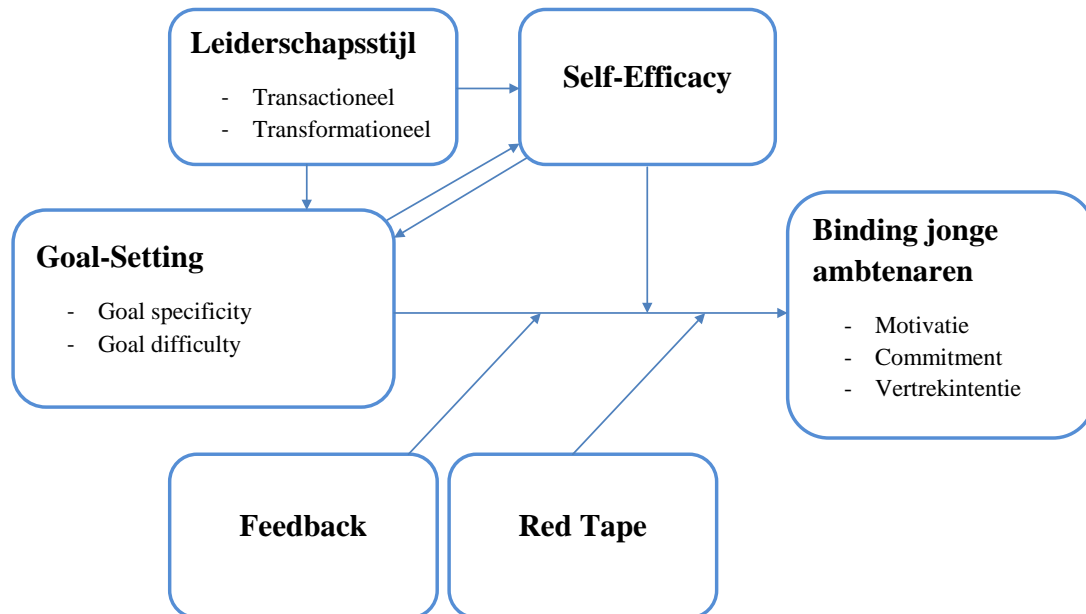 Leiderschapsstijl
- Transactioneel
- Transformationeel
Self-Efficacy
Goal-Setting
- Goal specificity
- Goal difficulty
Binding jonge
ambtenaren
- Motivatie
- Commitment
- Vertrekintentie
Feedback
Red Tape